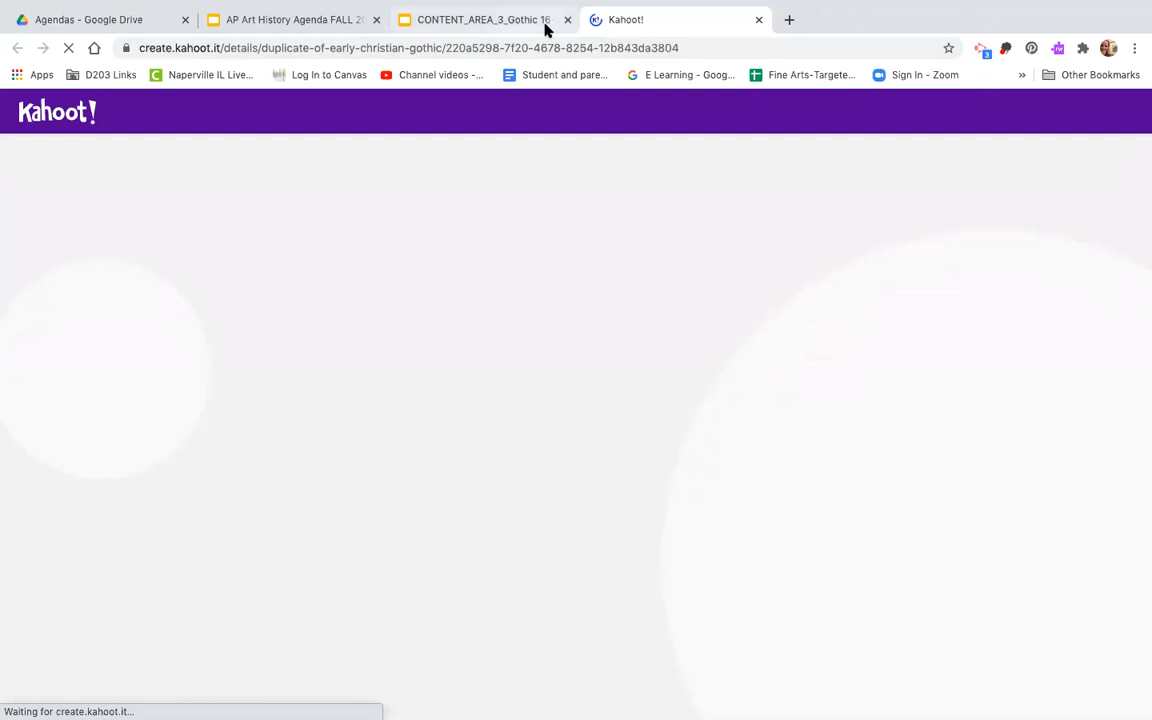 Agendas - Google Drive
AP Art History Agenda FALL 2
CONTENT_AREA_3_Gothic 16-
Kahoot!
create.kahoot.it/details/duplicate-of-early-christian-gothic/220a5298-7f20-4678-8254-12b843da3804
3
Apps
D203 Links
Naperville IL Live...
Log In to Canvas
Channel videos -...
Student and pare...
E Learning - Goog...
Fine Arts-Targete...
Sign In - Zoom
»
Other Bookmarks
Kahoot!
Waiting for create.kahoot.it...